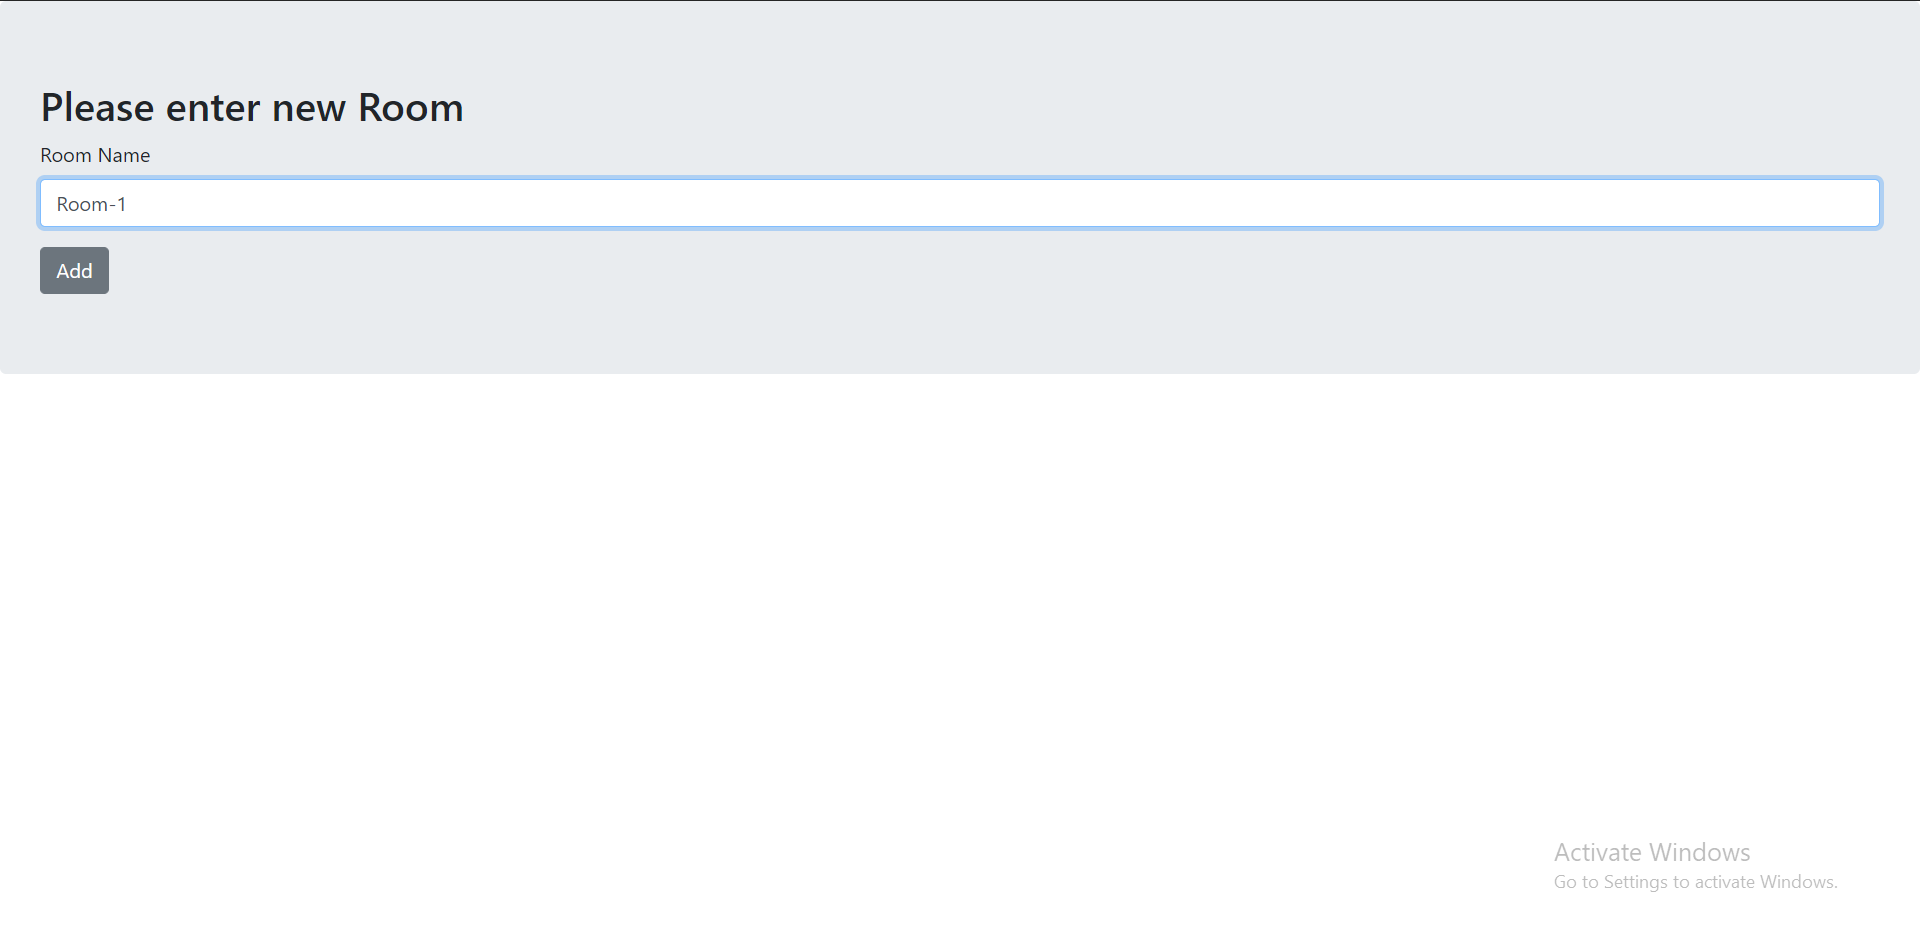 Please enter new Room
Room Name
Room-1
Add
Activate Windows
Go to Settings to activate Windows.